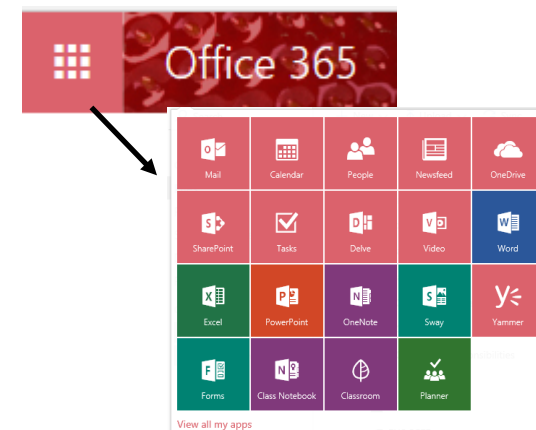 Office 365
Mail Calendar People Newsfeed OneDrive
SharePoint Tasks Delve Video Word
Excel PowerPoint OneNote Sway Yammer
Forms Class Notebook Classroom Planner
View all my apps